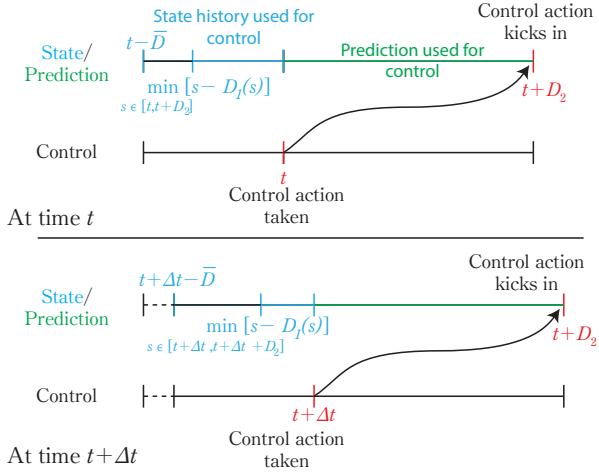 State history used for
control
Control action
kicks in
t − D̅
State/
Prediction
Prediction used for
control
min [s − D₁(s)]
s ∈ [t, t+D₂]
t+D₂
Control
t
Control action
taken
At time t
Control action
kicks in
t+Δt − D̅
State/
Prediction
min [s − D₁(s)]
s ∈ [t+Δt , t+Δt +D₂]
t+D₂
Control
t+Δt
Control action
taken
At time t+Δt